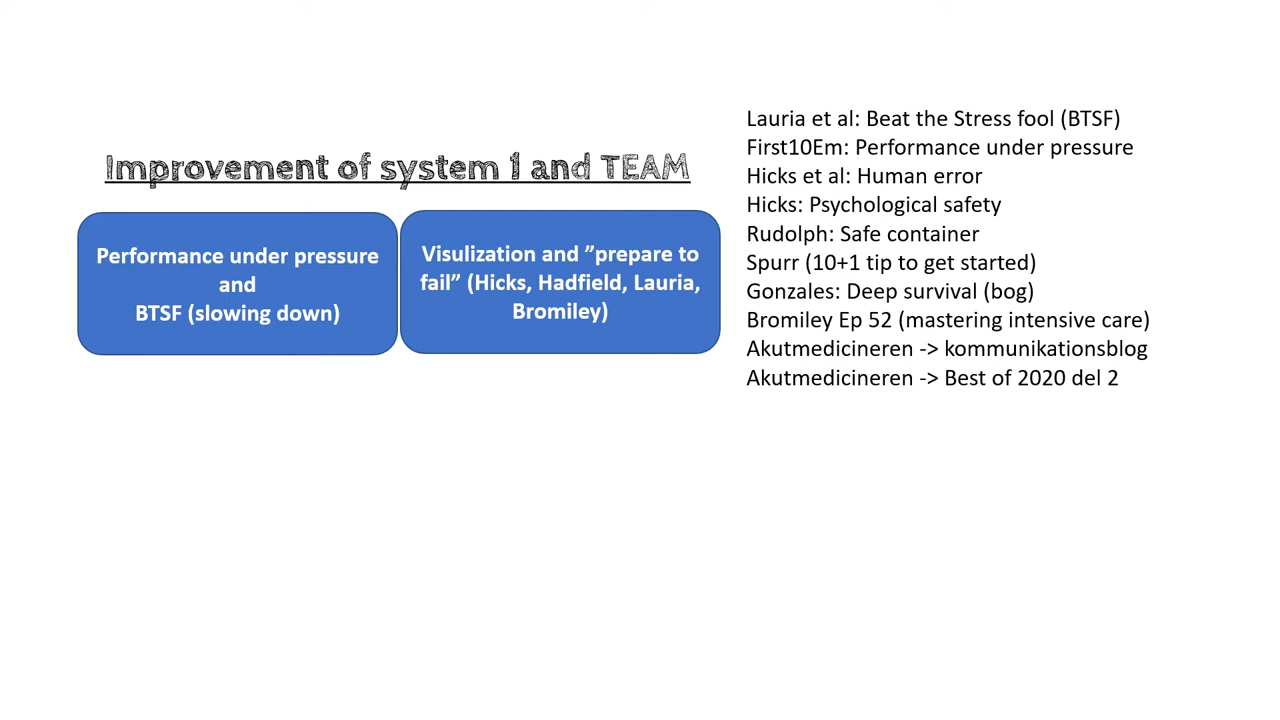 Improvement of system 1 and TEAM
Performance under pressure
and
BTSF (slowing down)
Visulization and ”prepare to
fail” (Hicks, Hadfield, Lauria,
Bromiley)
Lauria et al: Beat the Stress fool (BTSF)
First10Em: Performance under pressure
Hicks et al: Human error
Hicks: Psychological safety
Rudolph: Safe container
Spurr (10+1 tip to get started)
Gonzales: Deep survival (bog)
Bromiley Ep 52 (mastering intensive care)
Akutmedicineren -> kommunikationsblog
Akutmedicineren -> Best of 2020 del 2